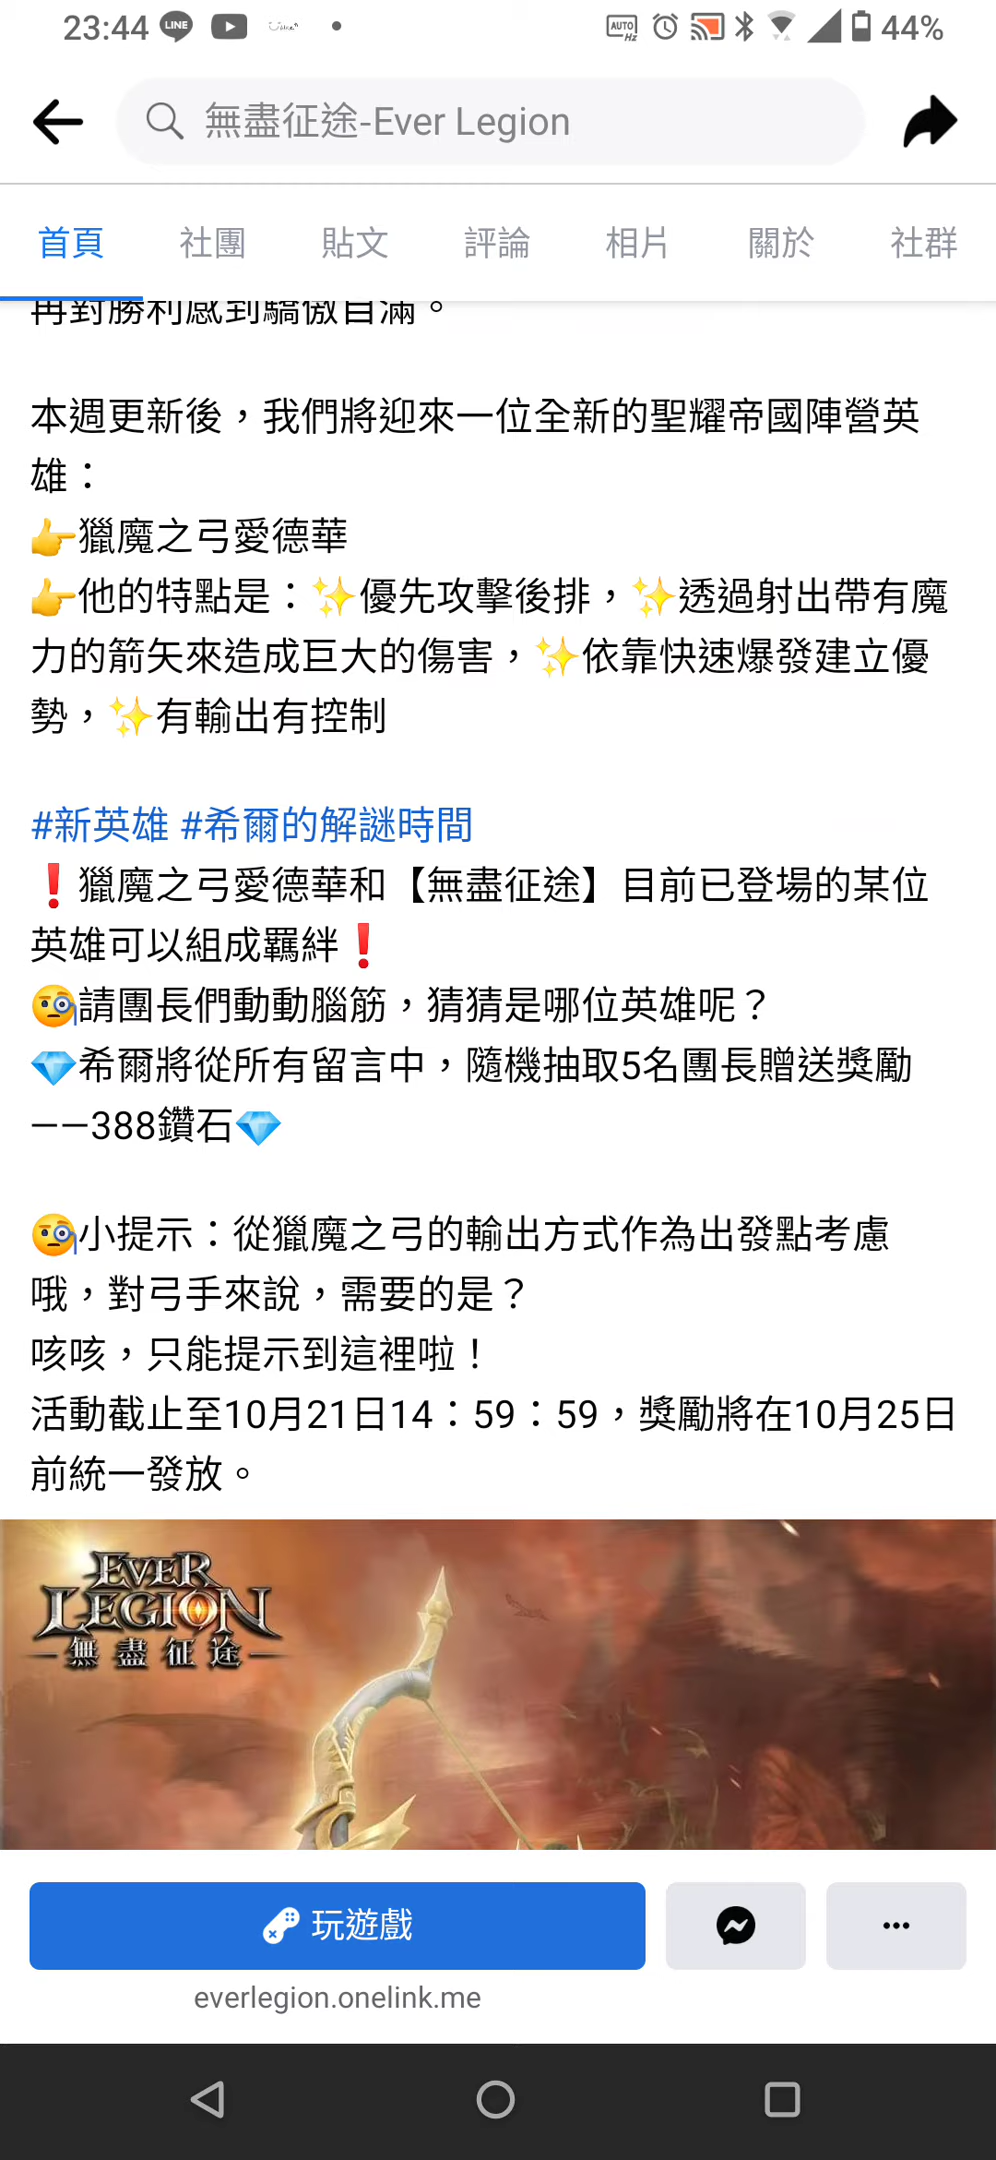 23:44
LINE
AUTO Hz
44%
無盡征途-Ever Legion
首頁 社團 貼文 評論 相片 關於 社群
再對勝利感到驕傲自滿。
本週更新後，我們將迎來一位全新的聖耀帝國陣營英
雄：
👉獵魔之弓愛德華
👉他的特點是：✨優先攻擊後排，✨透過射出帶有魔
力的箭矢來造成巨大的傷害，✨依靠快速爆發建立優
勢，✨有輸出有控制
#新英雄 #希爾的解謎時間
❗獵魔之弓愛德華和【無盡征途】目前已登場的某位
英雄可以組成羈絆❗
🧐請團長們動動腦筋，猜猜是哪位英雄呢？
💎希爾將從所有留言中，隨機抽取5名團長贈送獎勵
——388鑽石💎
🧐小提示：從獵魔之弓的輸出方式作為出發點考慮
哦，對弓手來說，需要的是？
咳咳，只能提示到這裡啦！
活動截止至10月21日14：59：59，獎勵將在10月25日
前統一發放。
EVER
LEGION
無盡征途
玩遊戲
everlegion.onelink.me